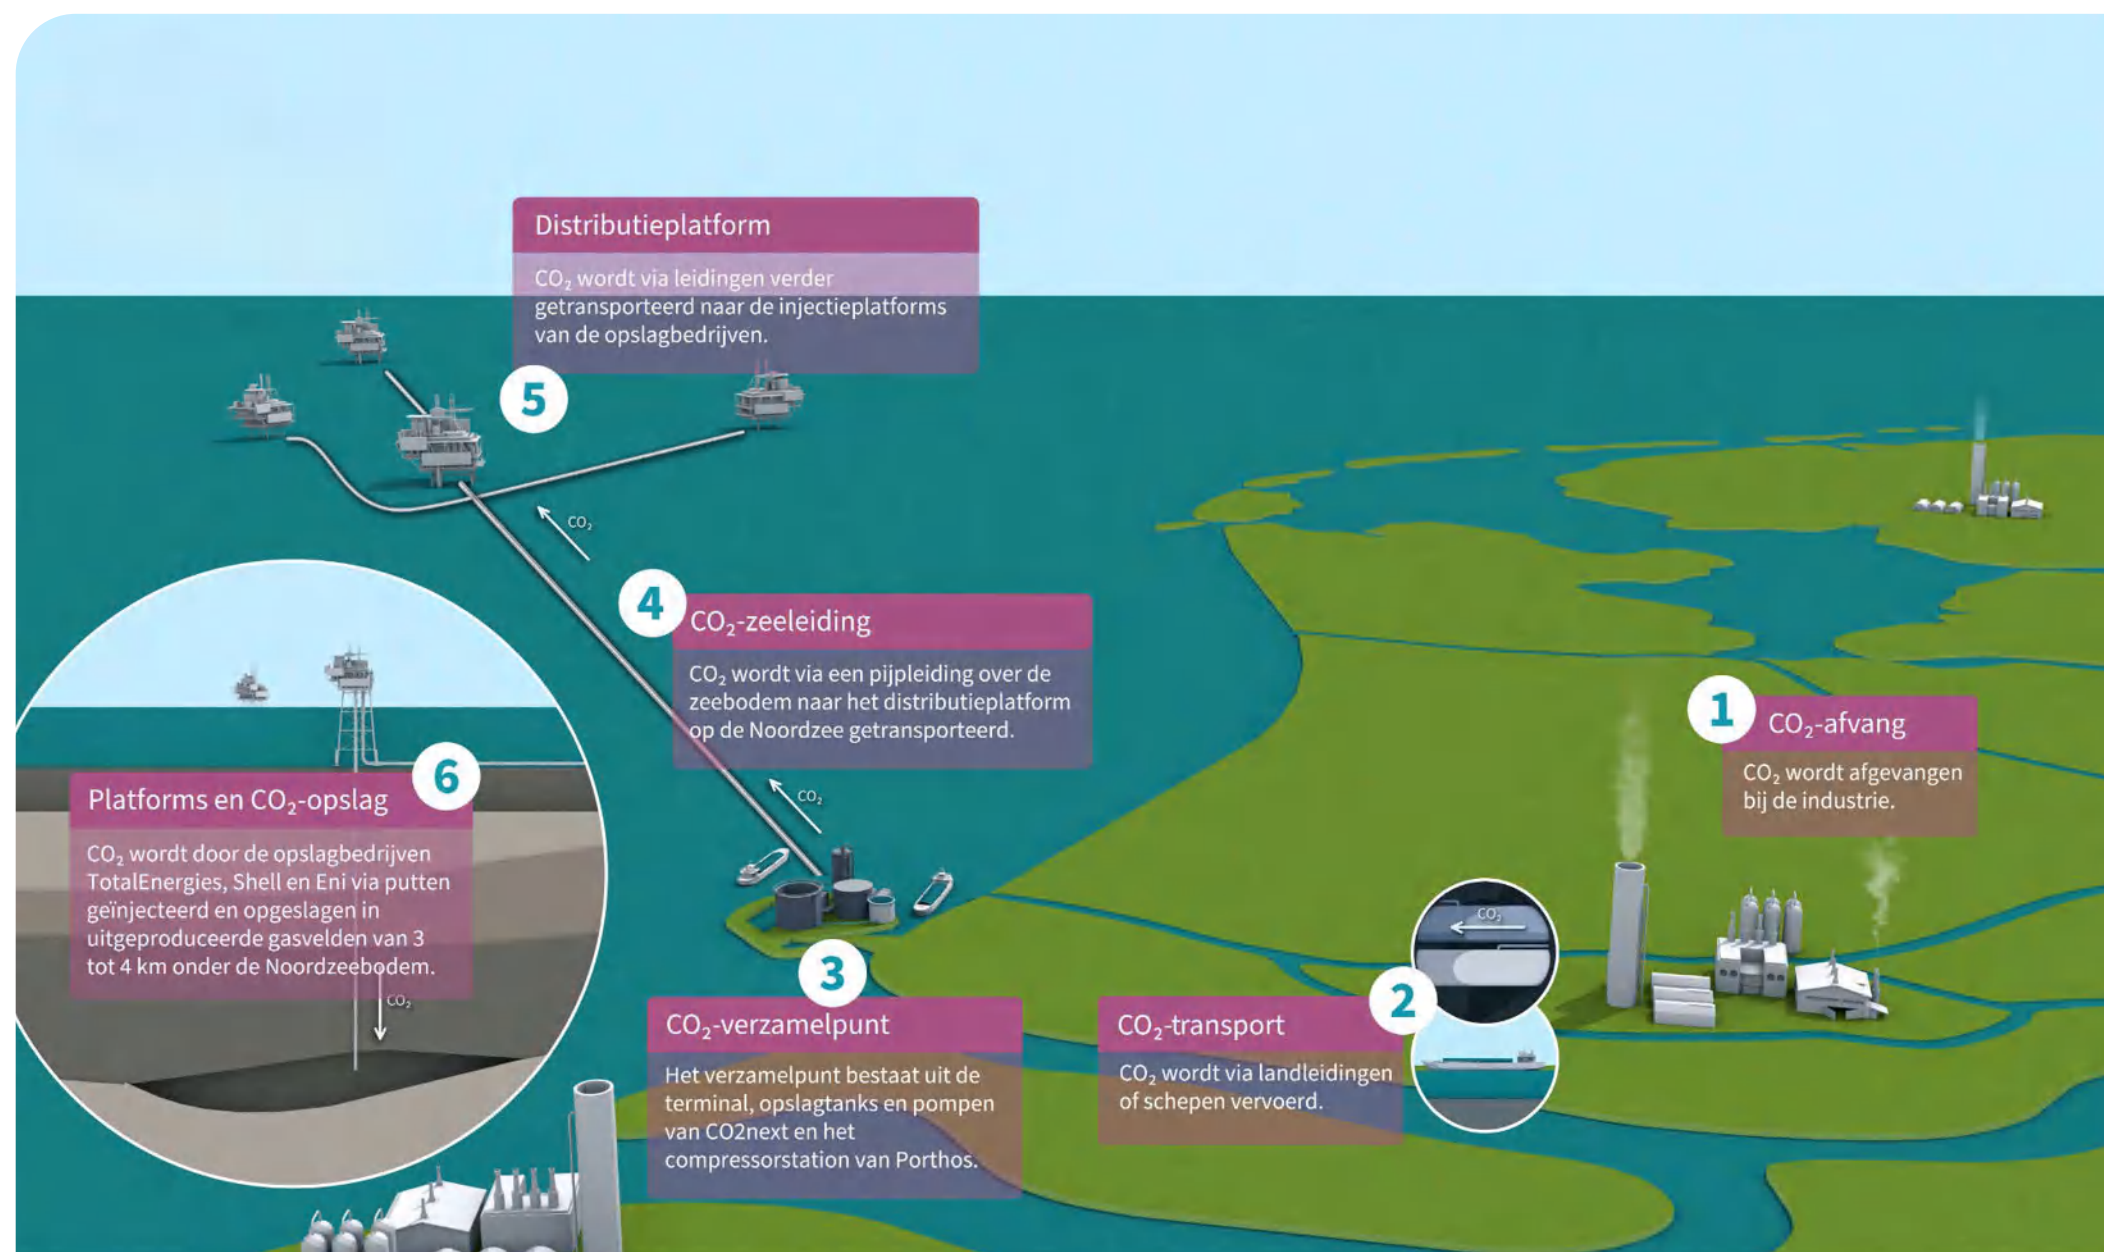 Distributieplatform
CO₂ wordt via leidingen verder
getransporteerd naar de injectieplatforms
van de opslagbedrijven.
5
CO₂
4
CO₂-zeeleiding
CO₂ wordt via een pijpleiding over de
zeebodem naar het distributieplatform
op de Noordzee getransporteerd.
CO₂
1
CO₂-afvang
CO₂ wordt afgevangen
bij de industrie.
6
Platforms en CO₂-opslag
CO₂ wordt door de opslagbedrijven
TotalEnergies, Shell en Eni via putten
geïnjecteerd en opgeslagen in
uitgeproduceerde gasvelden van 3
tot 4 km onder de Noordzeebodem.
CO₂
3
CO₂-verzamelpunt
Het verzamelpunt bestaat uit de
terminal, opslagtanks en pompen
van CO2next en het
compressorstation van Porthos.
CO₂
2
CO₂-transport
CO₂ wordt via landleidingen
of schepen vervoerd.